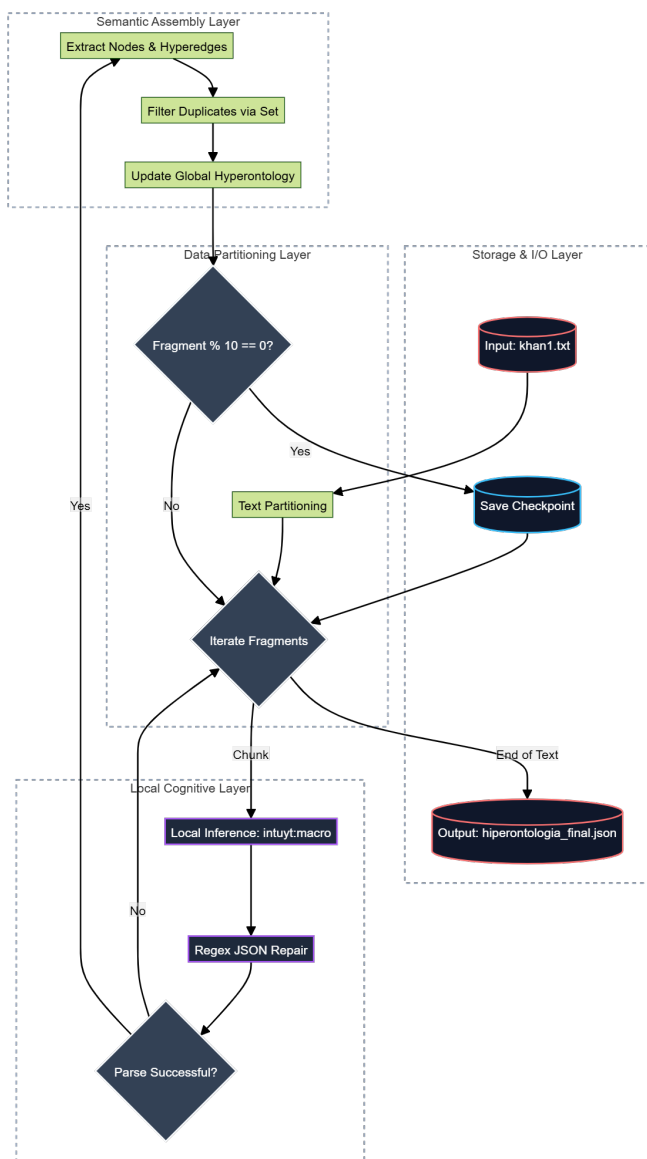 Semantic Assembly Layer
Extract Nodes & Hyperedges
Filter Duplicates via Set
Update Global Hyperontology
Data Partitioning Layer
Storage & I/O Layer
Fragment % 10 == 0?
Input: khan1.txt
Yes
Yes
No
Text Partitioning
Save Checkpoint
Iterate Fragments
Chunk
End of Text
Local Cognitive Layer
Local Inference: intuyt:macro
Output: hiperontologia_final.json
No
Regex JSON Repair
Parse Successful?